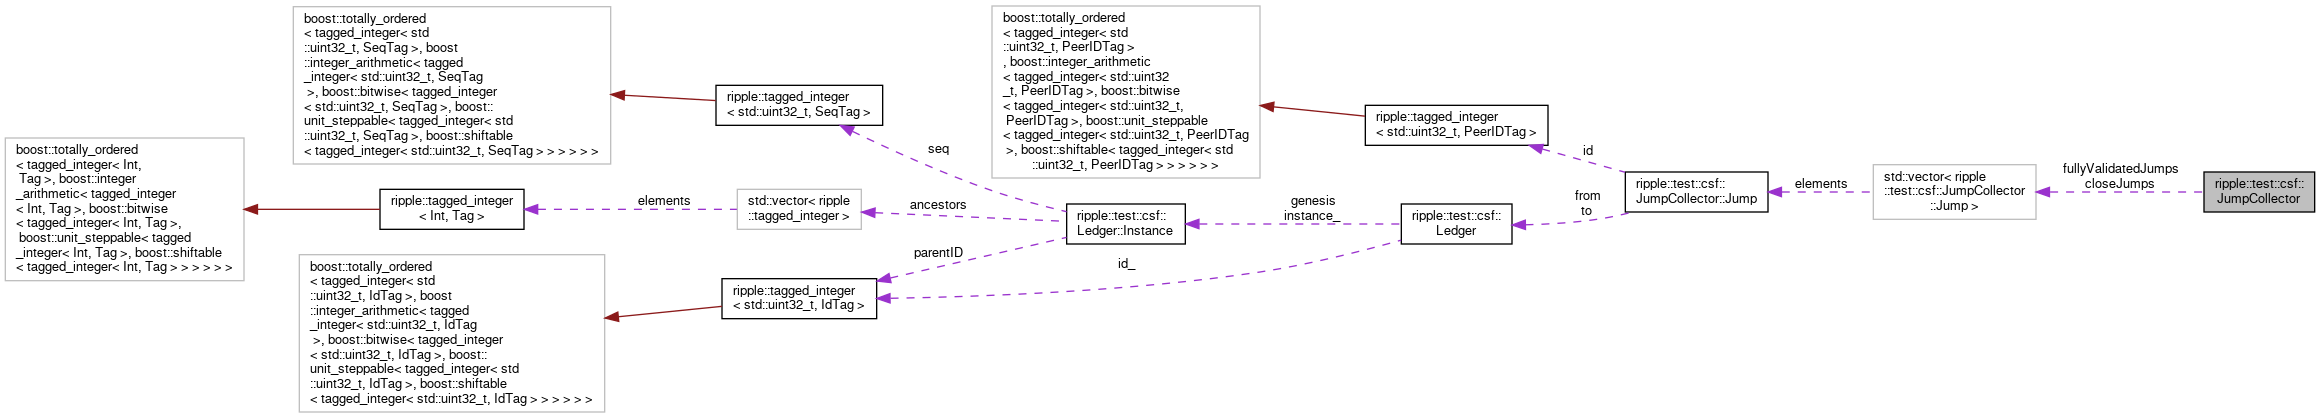 boost::totally_ordered
< tagged_integer< Int,
Tag >, boost::integer
_arithmetic< tagged_integer
< Int, Tag >, boost::bitwise
< tagged_integer< Int, Tag >,
boost::unit_steppable< tagged
_integer< Int, Tag >, boost::shiftable
< tagged_integer< Int, Tag > > > > > >
boost::totally_ordered
< tagged_integer< std
::uint32_t, SeqTag >, boost
::integer_arithmetic< tagged
_integer< std::uint32_t, SeqTag
>, boost::bitwise< tagged_integer
< std::uint32_t, SeqTag >, boost::
unit_steppable< tagged_integer< std
::uint32_t, SeqTag >, boost::shiftable
< tagged_integer< std::uint32_t, SeqTag > > > > > >
ripple::tagged_integer
< Int, Tag >
boost::totally_ordered
< tagged_integer< std
::uint32_t, IdTag >, boost
::integer_arithmetic< tagged
_integer< std::uint32_t, IdTag
>, boost::bitwise< tagged_integer
< std::uint32_t, IdTag >, boost::
unit_steppable< tagged_integer< std
::uint32_t, IdTag >, boost::shiftable
< tagged_integer< std::uint32_t, IdTag > > > > > >
elements
ripple::tagged_integer
< std::uint32_t, SeqTag >
std::vector< ripple
::tagged_integer >
ripple::tagged_integer
< std::uint32_t, IdTag >
seq
ancestors
parentID
boost::totally_ordered
< tagged_integer< std
::uint32_t, PeerIDTag >
, boost::integer_arithmetic
< tagged_integer< std::uint32
_t, PeerIDTag >, boost::bitwise
< tagged_integer< std::uint32_t,
PeerIDTag >, boost::unit_steppable
< tagged_integer< std::uint32_t, PeerIDTag
>, boost::shiftable< tagged_integer< std
::uint32_t, PeerIDTag > > > > > >
ripple::test::csf::
Ledger::Instance
genesis
instance_
id_
ripple::tagged_integer
< std::uint32_t, PeerIDTag >
ripple::test::csf::
Ledger
id
from
to
ripple::test::csf::
JumpCollector::Jump
elements
std::vector< ripple
::test::csf::JumpCollector
::Jump >
fullyValidatedJumps
closeJumps
ripple::test::csf::
JumpCollector